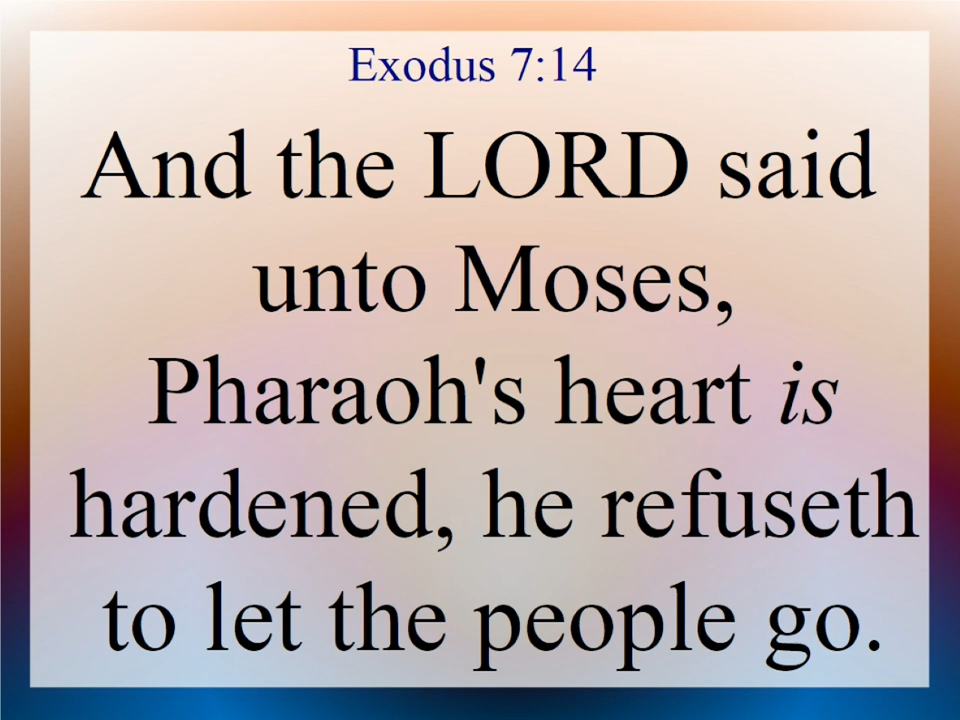 Exodus 7:14
And the LORD said
unto Moses,
Pharaoh's heart is
hardened, he refuseth
to let the people go.